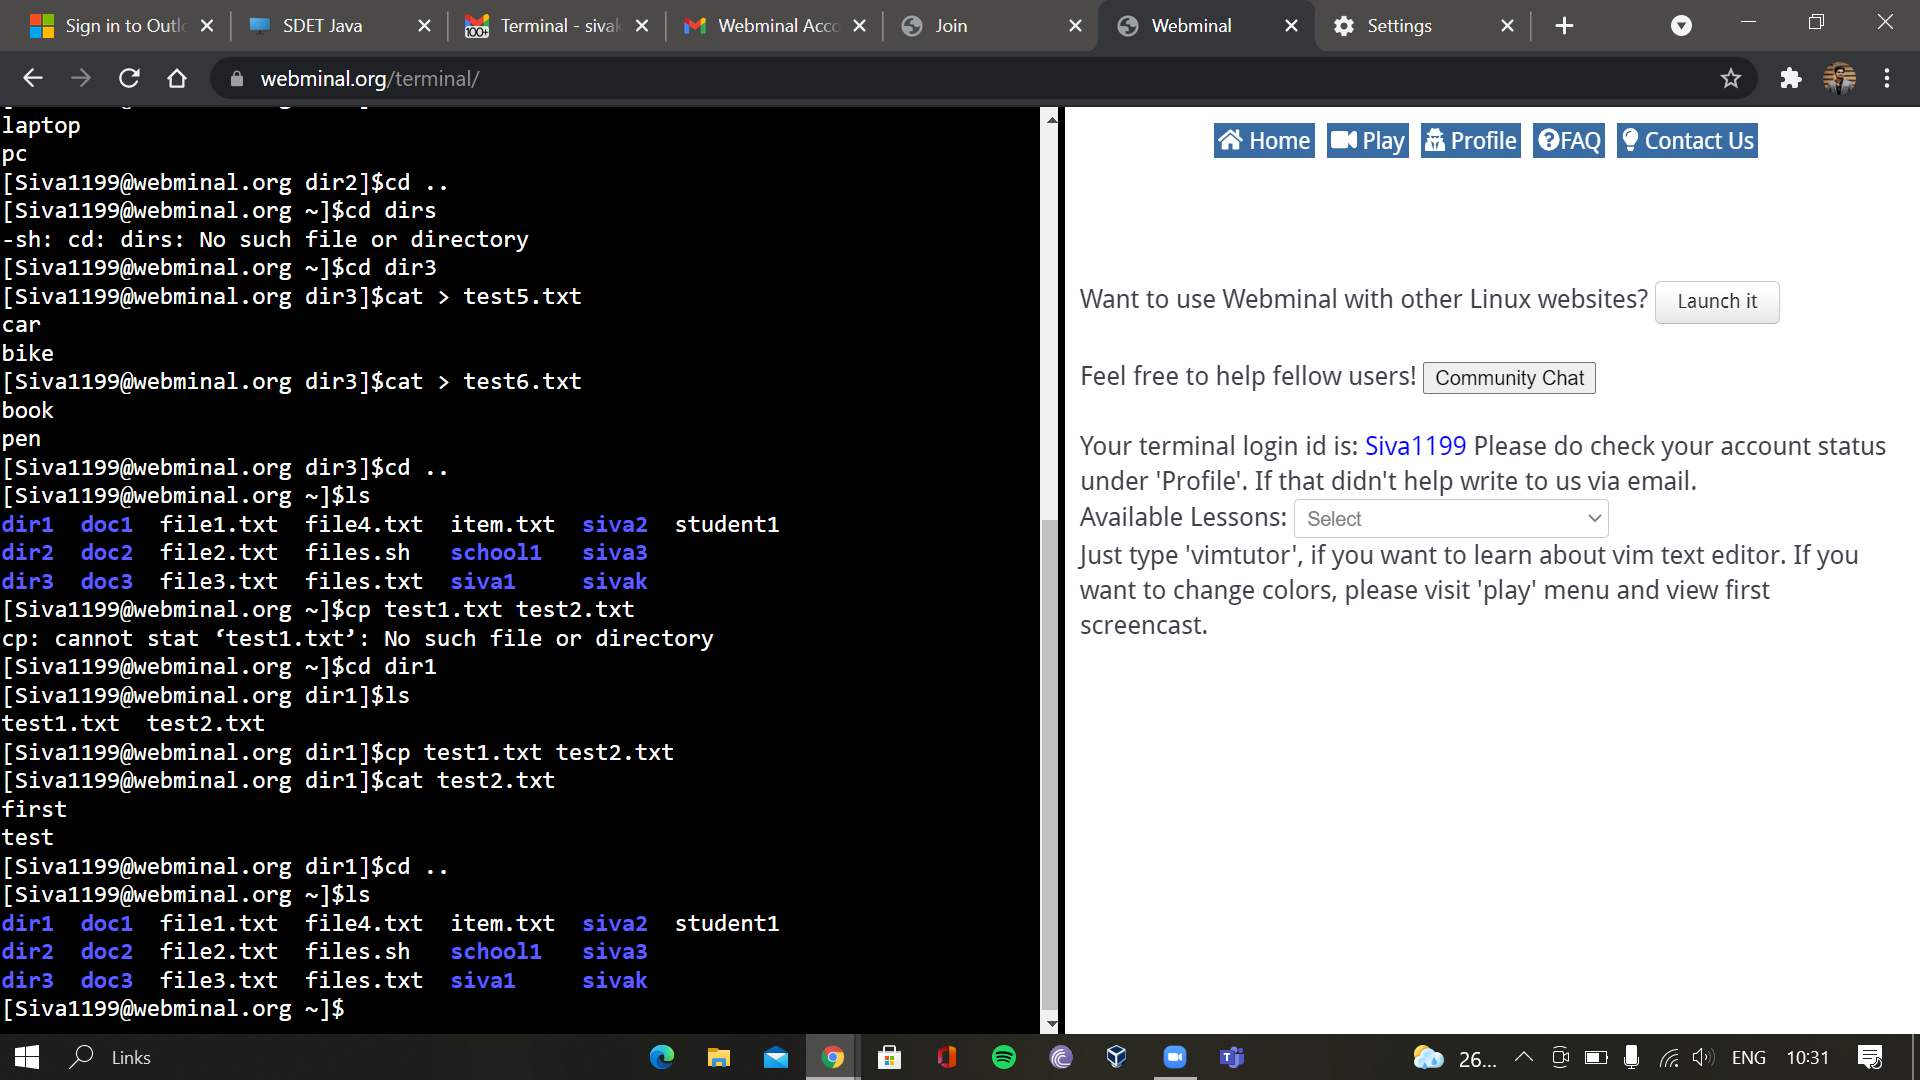 Sign in to Outlo
SDET Java
100+
Terminal - sivak
Webminal Acco
Join
Webminal
Settings
webminal.org/terminal/
laptop
pc
[Siva1199@webminal.org dir2]$cd ..
[Siva1199@webminal.org ~]$cd dirs
-sh: cd: dirs: No such file or directory
[Siva1199@webminal.org ~]$cd dir3
[Siva1199@webminal.org dir3]$cat > test5.txt
car
bike
[Siva1199@webminal.org dir3]$cat > test6.txt
book
pen
[Siva1199@webminal.org dir3]$cd ..
[Siva1199@webminal.org ~]$ls
dir1 doc1 file1.txt file4.txt item.txt siva2 student1
dir2 doc2 file2.txt files.sh school1 siva3
dir3 doc3 file3.txt files.txt siva1 sivak
[Siva1199@webminal.org ~]$cp test1.txt test2.txt
cp: cannot stat ‘test1.txt’: No such file or directory
[Siva1199@webminal.org ~]$cd dir1
[Siva1199@webminal.org dir1]$ls
test1.txt test2.txt
[Siva1199@webminal.org dir1]$cp test1.txt test2.txt
[Siva1199@webminal.org dir1]$cat test2.txt
first
test
[Siva1199@webminal.org dir1]$cd ..
[Siva1199@webminal.org ~]$ls
dir1 doc1 file1.txt file4.txt item.txt siva2 student1
dir2 doc2 file2.txt files.sh school1 siva3
dir3 doc3 file3.txt files.txt siva1 sivak
[Siva1199@webminal.org ~]$
Home Play Profile FAQ Contact Us
Want to use Webminal with other Linux websites? Launch it
Feel free to help fellow users! Community Chat
Your terminal login id is: Siva1199 Please do check your account status
under 'Profile'. If that didn't help write to us via email.
Available Lessons: Select
Just type 'vimtutor', if you want to learn about vim text editor. If you
want to change colors, please visit 'play' menu and view first
screencast.
Links
26...
ENG
10:31